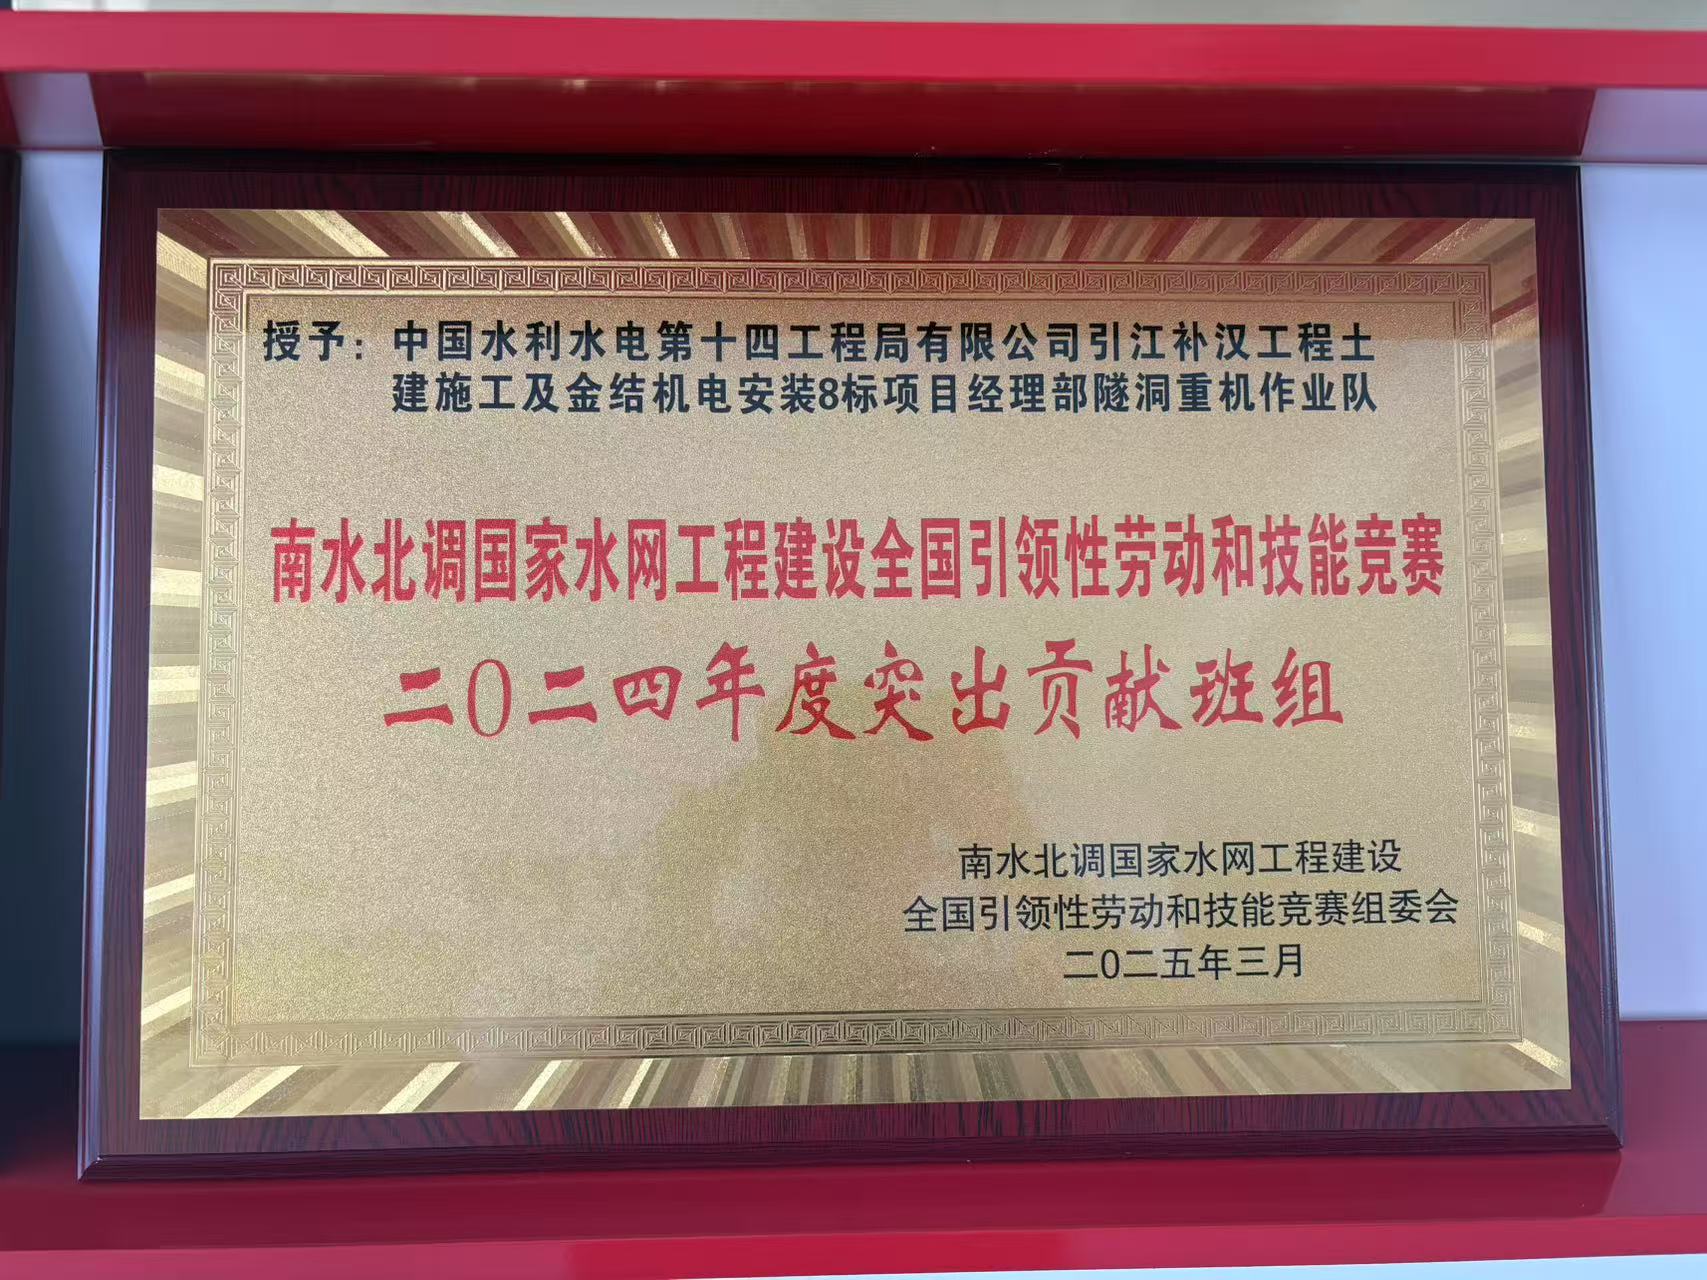 授予：中国水利水电第十四工程局有限公司引江补汉工程土
建施工及金结机电安装8标项目经理部隧洞重机作业队
南水北调国家水网工程建设全国引领性劳动和技能竞赛
二0二四年度突出贡献班组
南水北调国家水网工程建设
全国引领性劳动和技能竞赛组委会
二0二五年三月